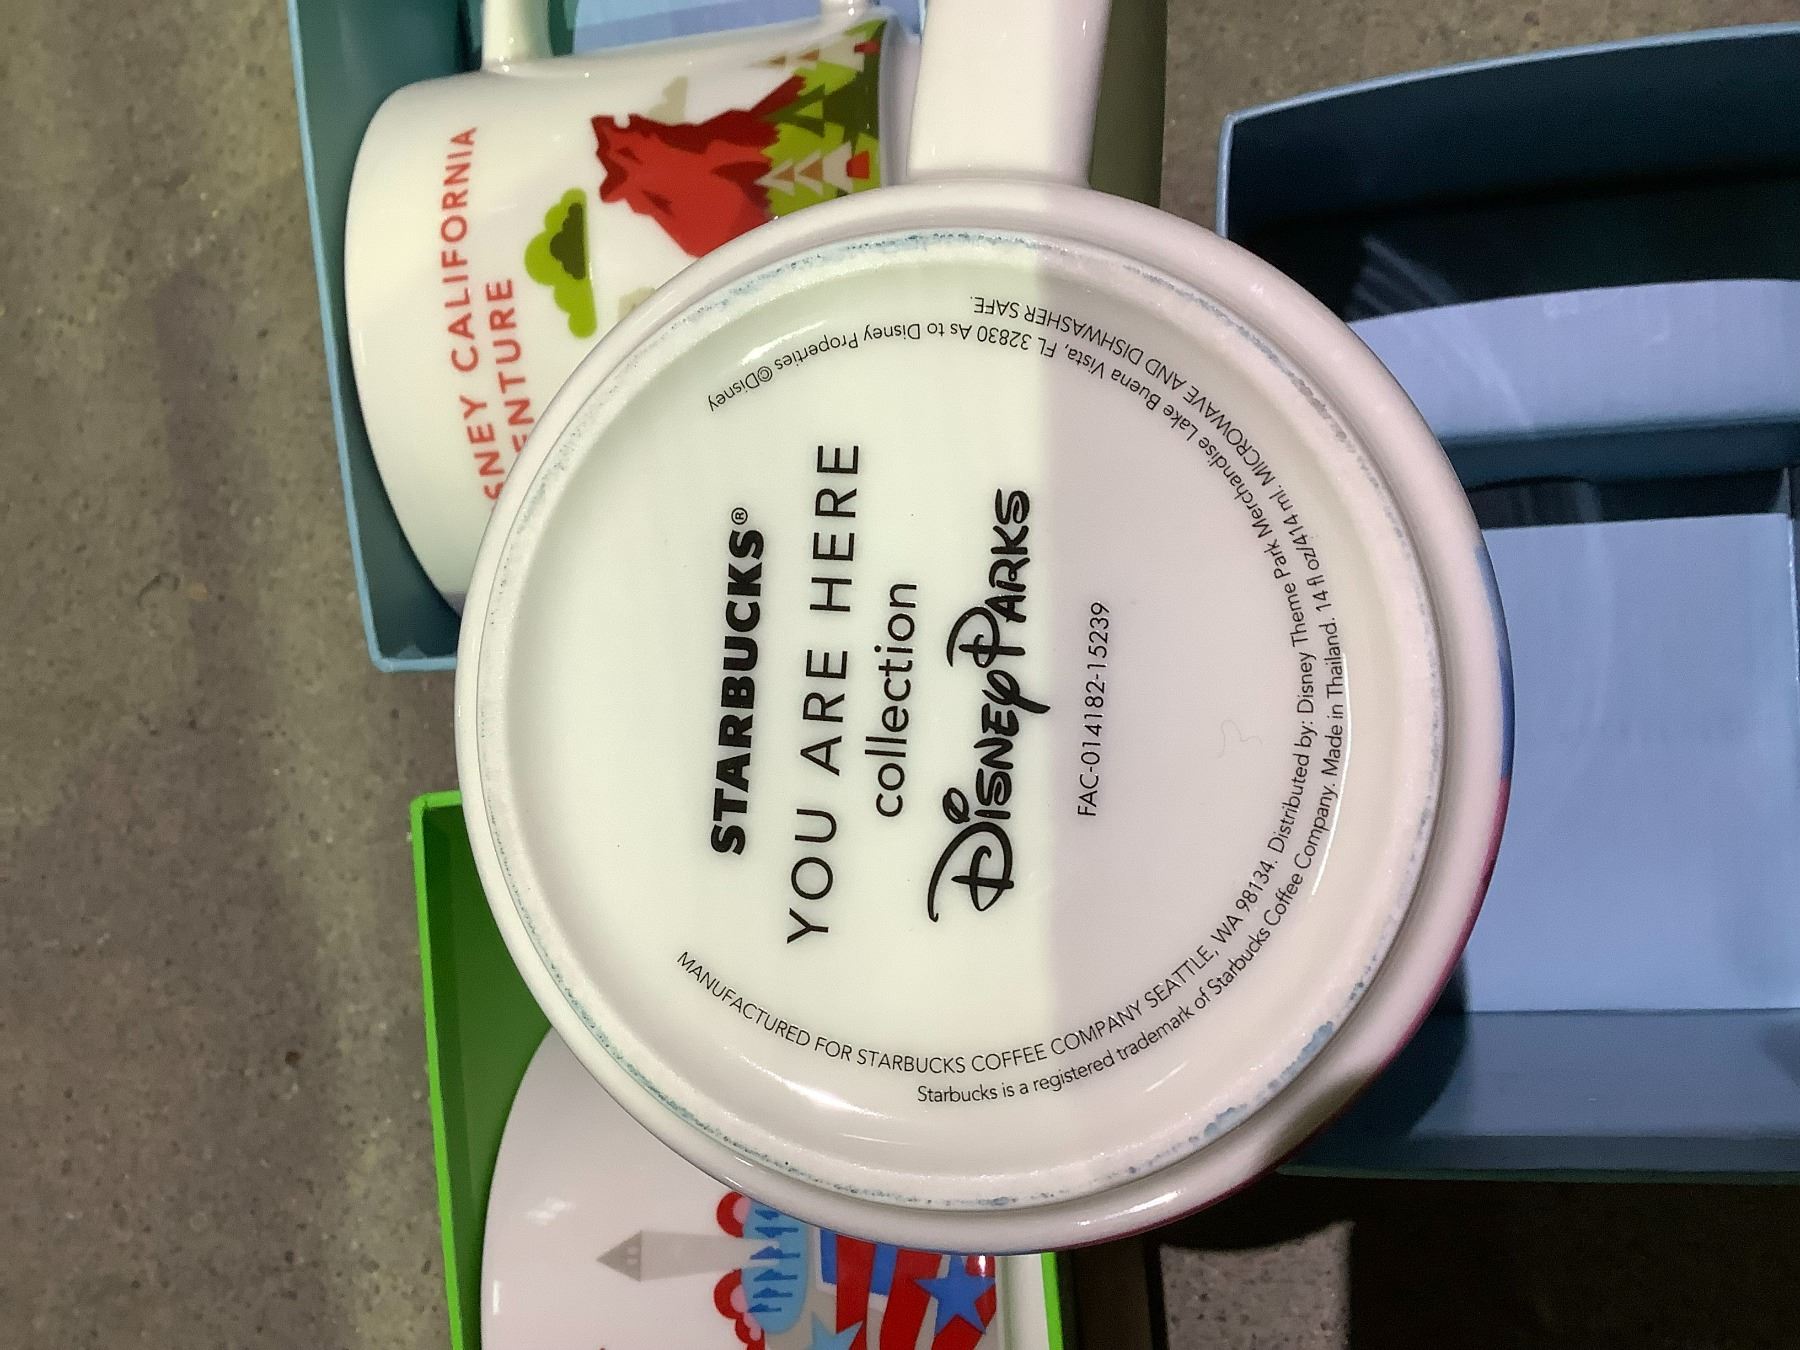 STARBUCKS®
YOU ARE HERE
collection
Disney PARKS
FAC-014182-15239
MANUFACTURED FOR STARBUCKS COFFEE COMPANY SEATTLE, WA 98134. Distributed by: Disney Theme Park Merchandise Lake Buena Vista, FL 32830 As to Disney Properties ©Disney
Starbucks is a registered trademark of Starbucks Coffee Company. Made in Thailand. 14 fl oz/414 ml. MICROWAVE AND DISHWASHER SAFE.
SNEY CALIFORNIA
ENTURE